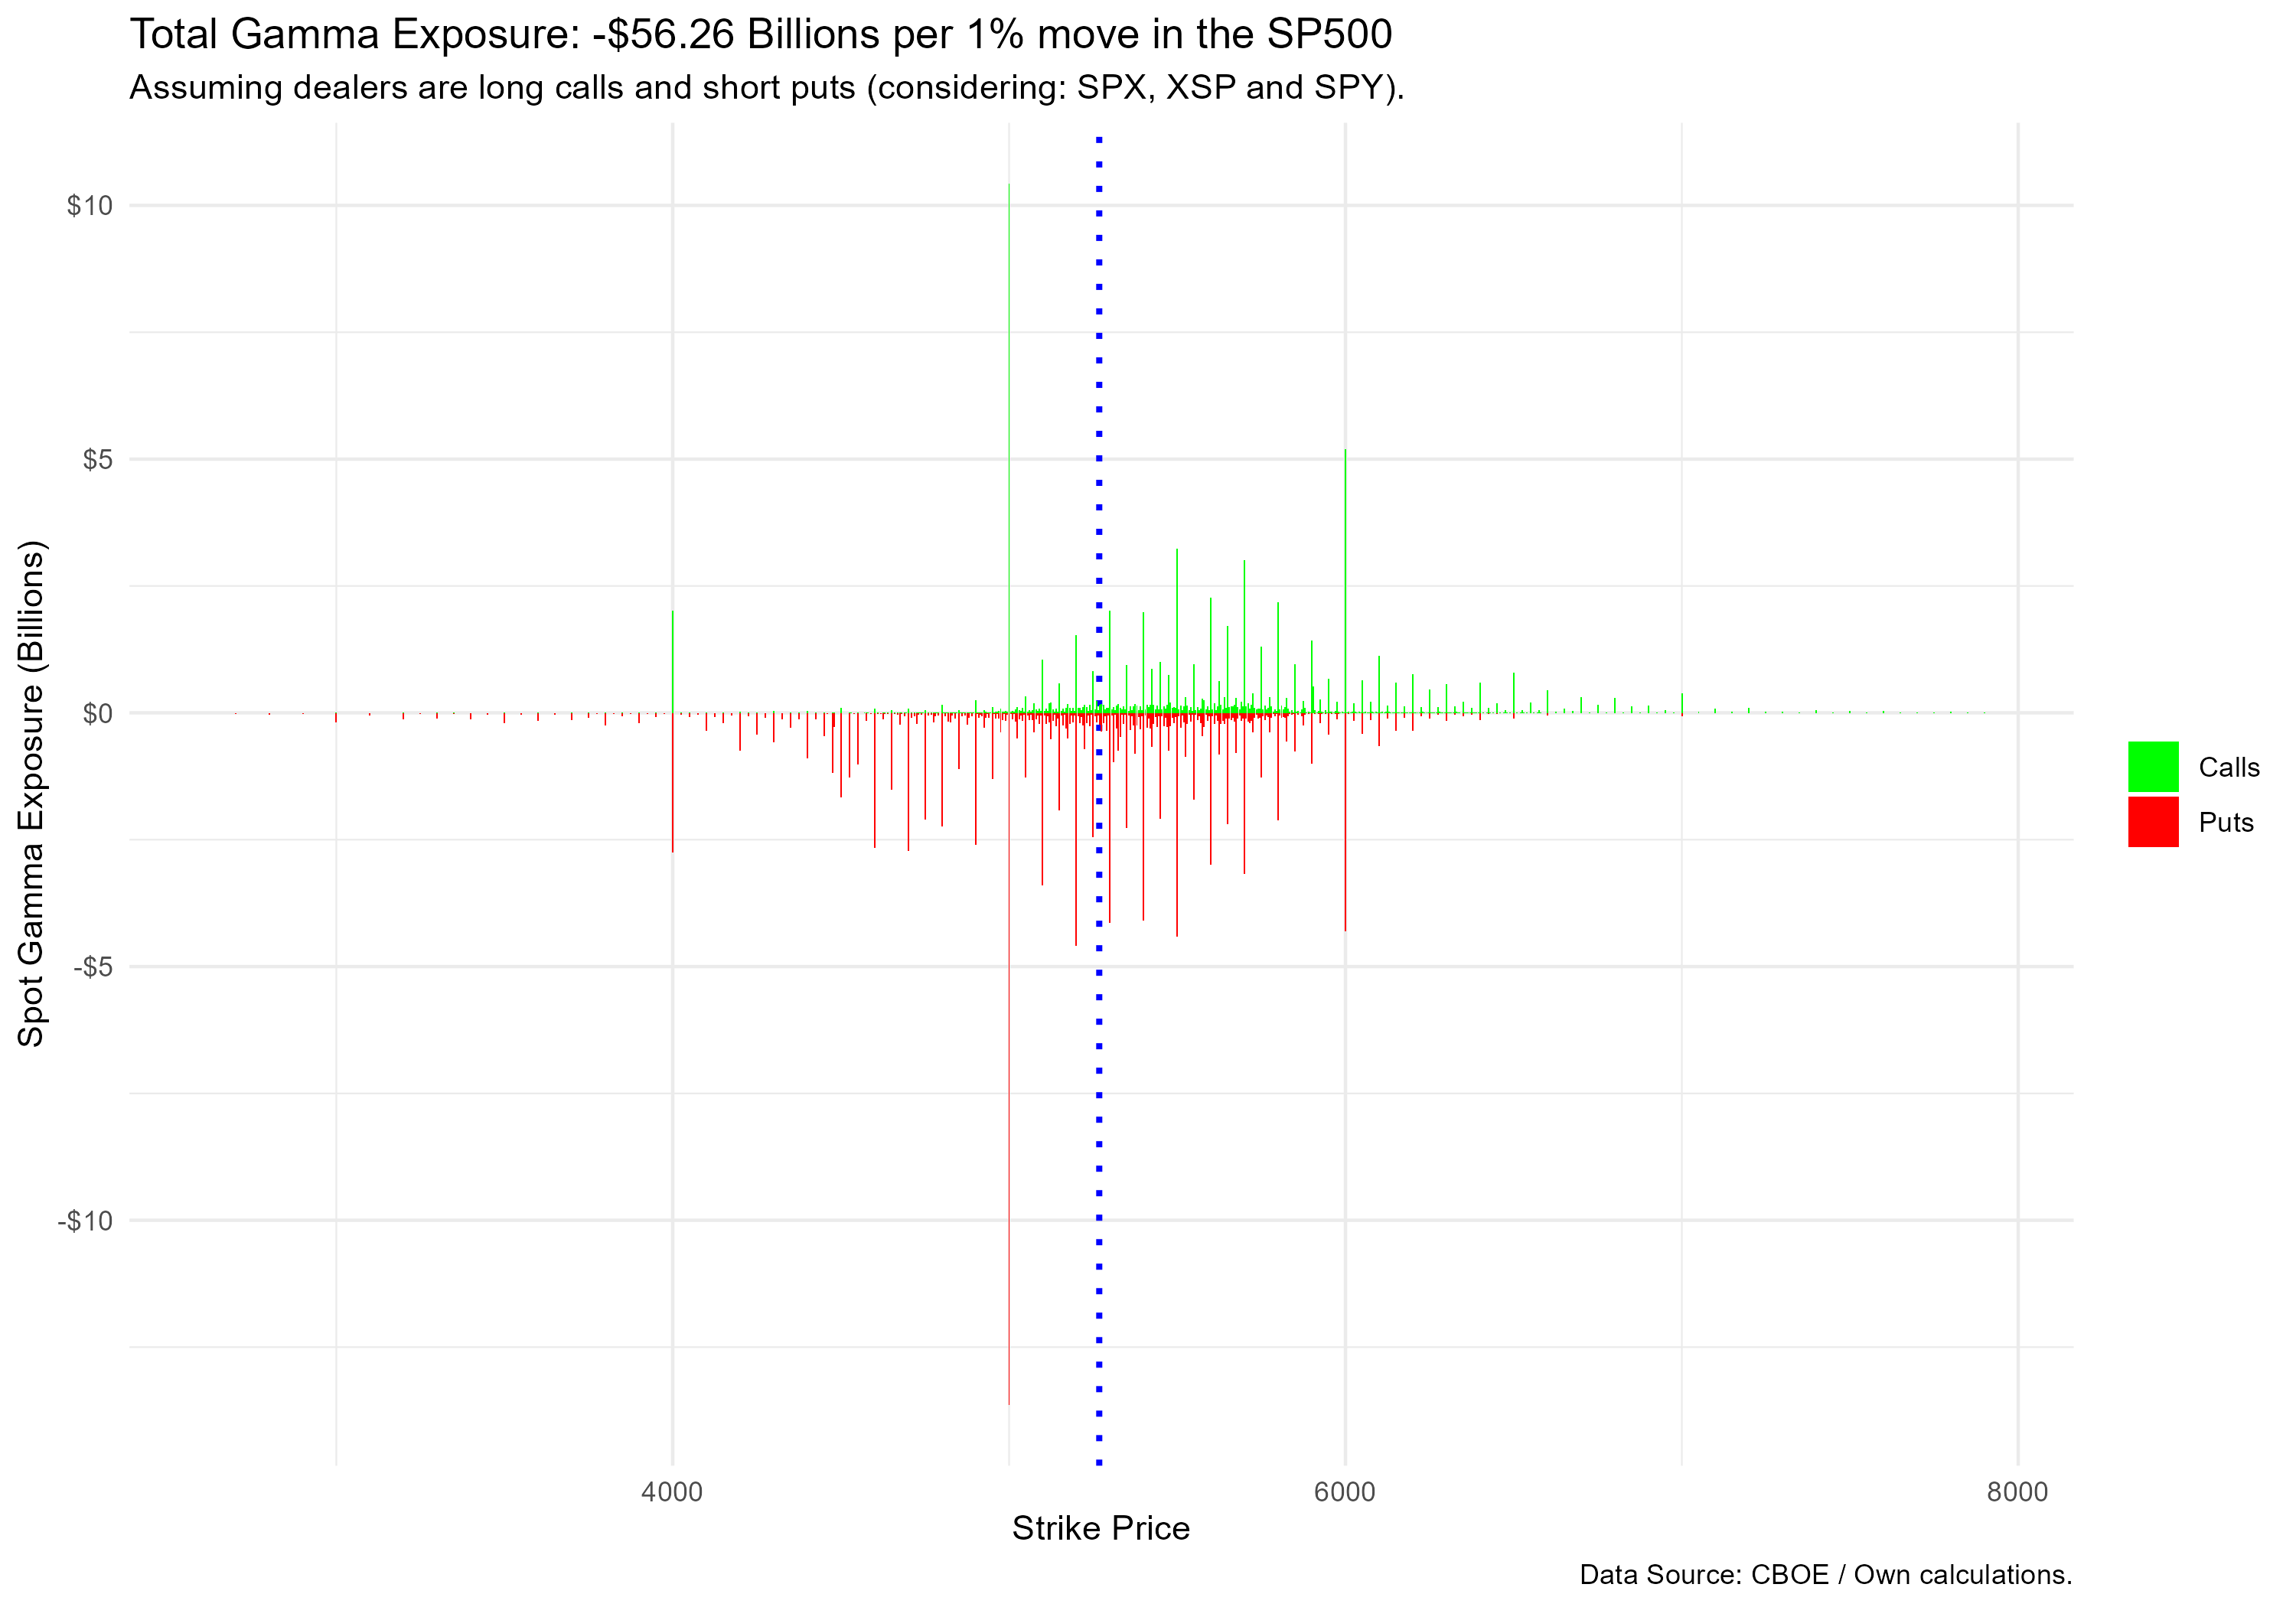 Total Gamma Exposure: -$56.26 Billions per 1% move in the SP500
Assuming dealers are long calls and short puts (considering: SPX, XSP and SPY).
Spot Gamma Exposure (Billions)
$10
$5
$0
-$5
-$10
Calls
Puts
4000
6000
8000
Strike Price
Data Source: CBOE / Own calculations.